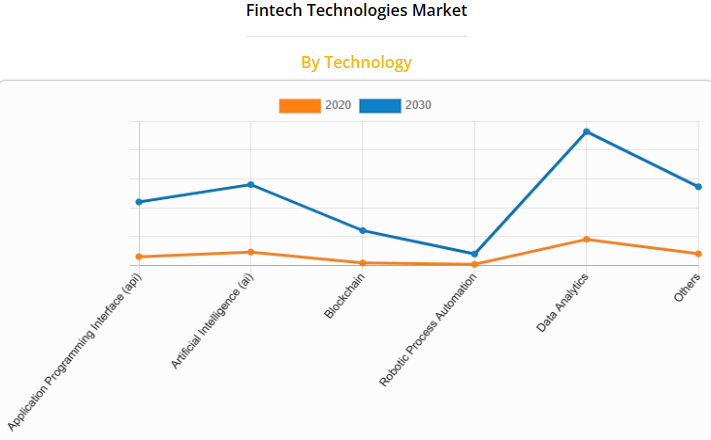 Fintech Technologies Market
By Technology
2020 2030
Application Programming Interface (api)
Artificial Intelligence (ai)
Blockchain
Robotic Process Automation
Data Analytics
Others